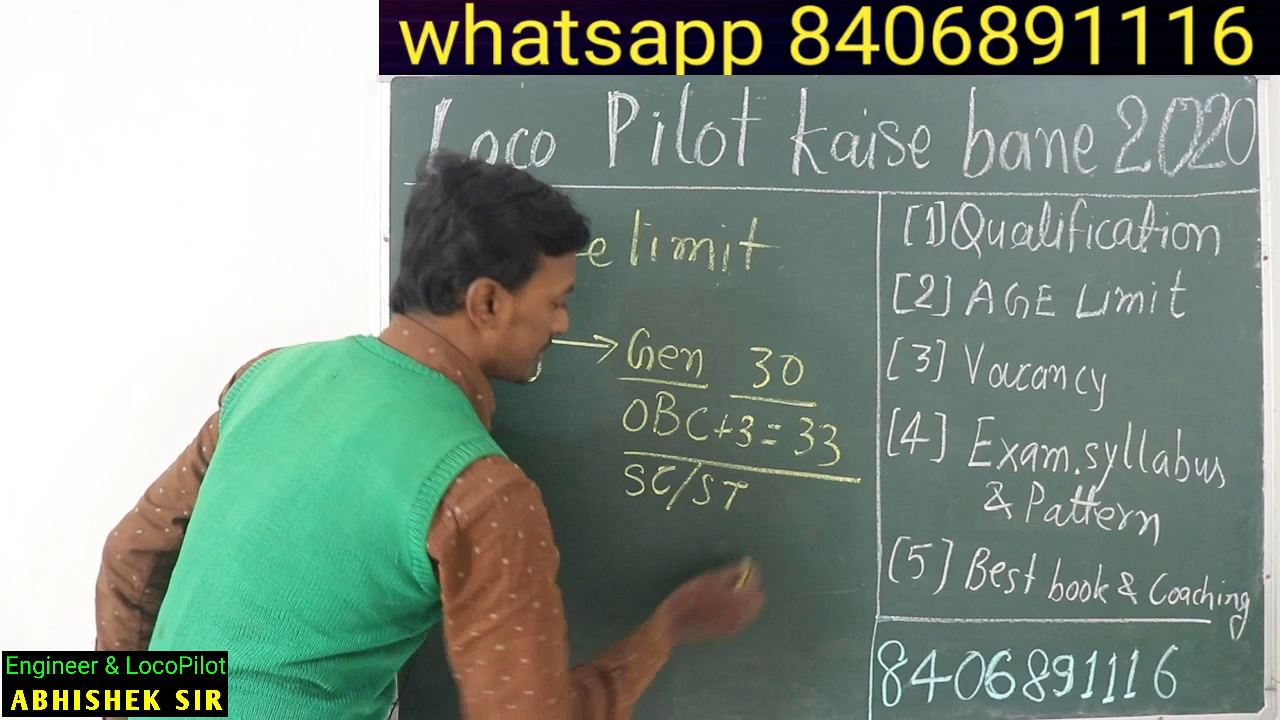 whatsapp 8406891116
Loco Pilot kaise bane 2020
e limit
Gen 30
OBC+3=33
SC/ST
[1] Qualification
[2] AGE Limit
[3] Vacancy
[4] Exam.syllabus
& Pattern
[5] Best book & Coaching
8406891116
Engineer & LocoPilot
ABHISHEK SIR